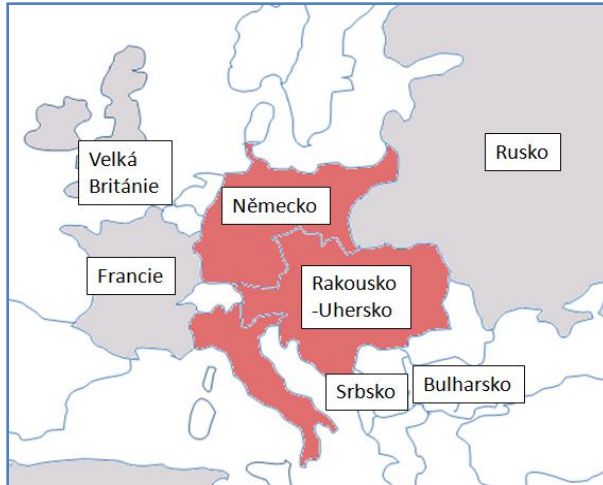 Velká
Británie
Rusko
Německo
Francie
Rakousko
-Uhersko
Srbsko
Bulharsko